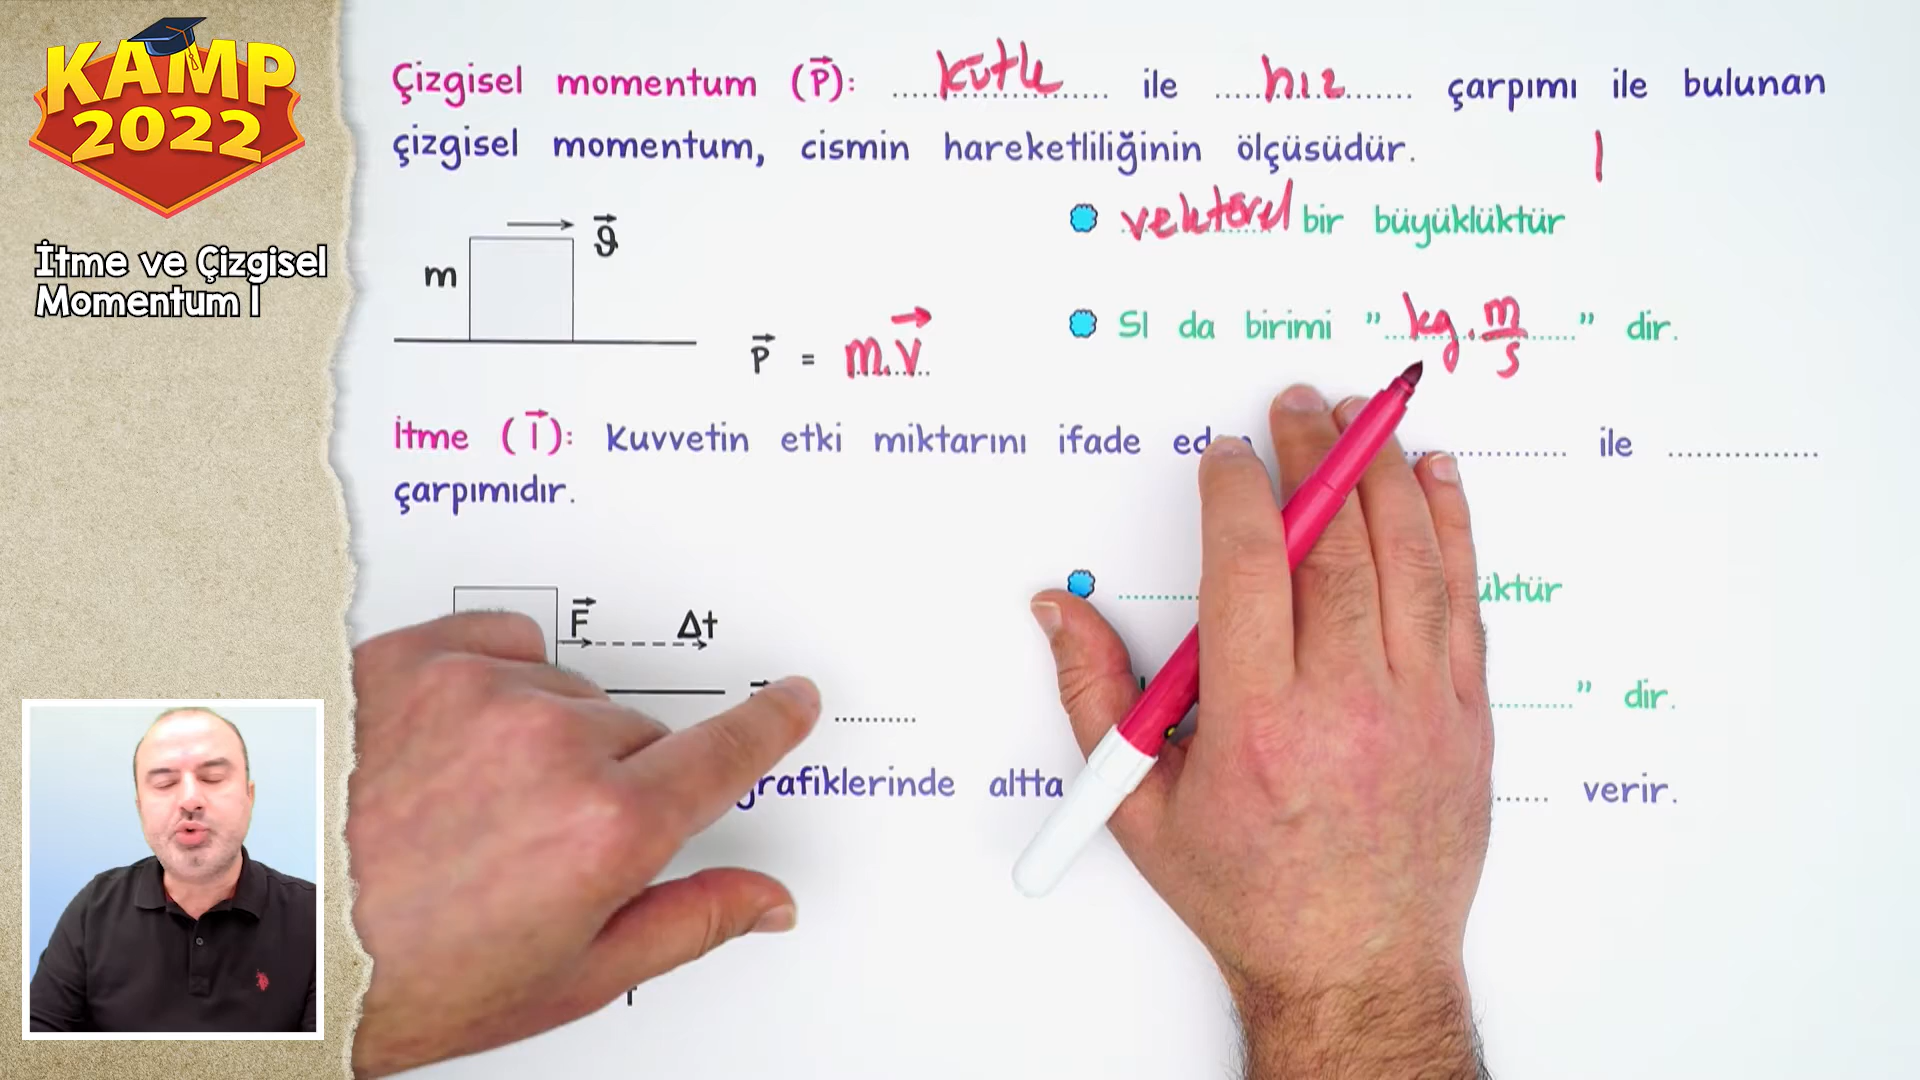 KAMP
2022
İtme ve Çizgisel
Momentum I
Çizgisel momentum (P): kütle ile hız çarpımı ile bulunan
çizgisel momentum, cismin hareketliliğinin ölçüsüdür.
vektörel bir büyüklüktür
m
ϑ
SI da birimi "kg.m/s" dir.
P = m.v
İtme (I): Kuvvetin etki miktarını ifade eden .......... ile ..........
çarpımıdır.
F Δt
üktür
.......... " dir.
grafiklerinde altta .......... verir.